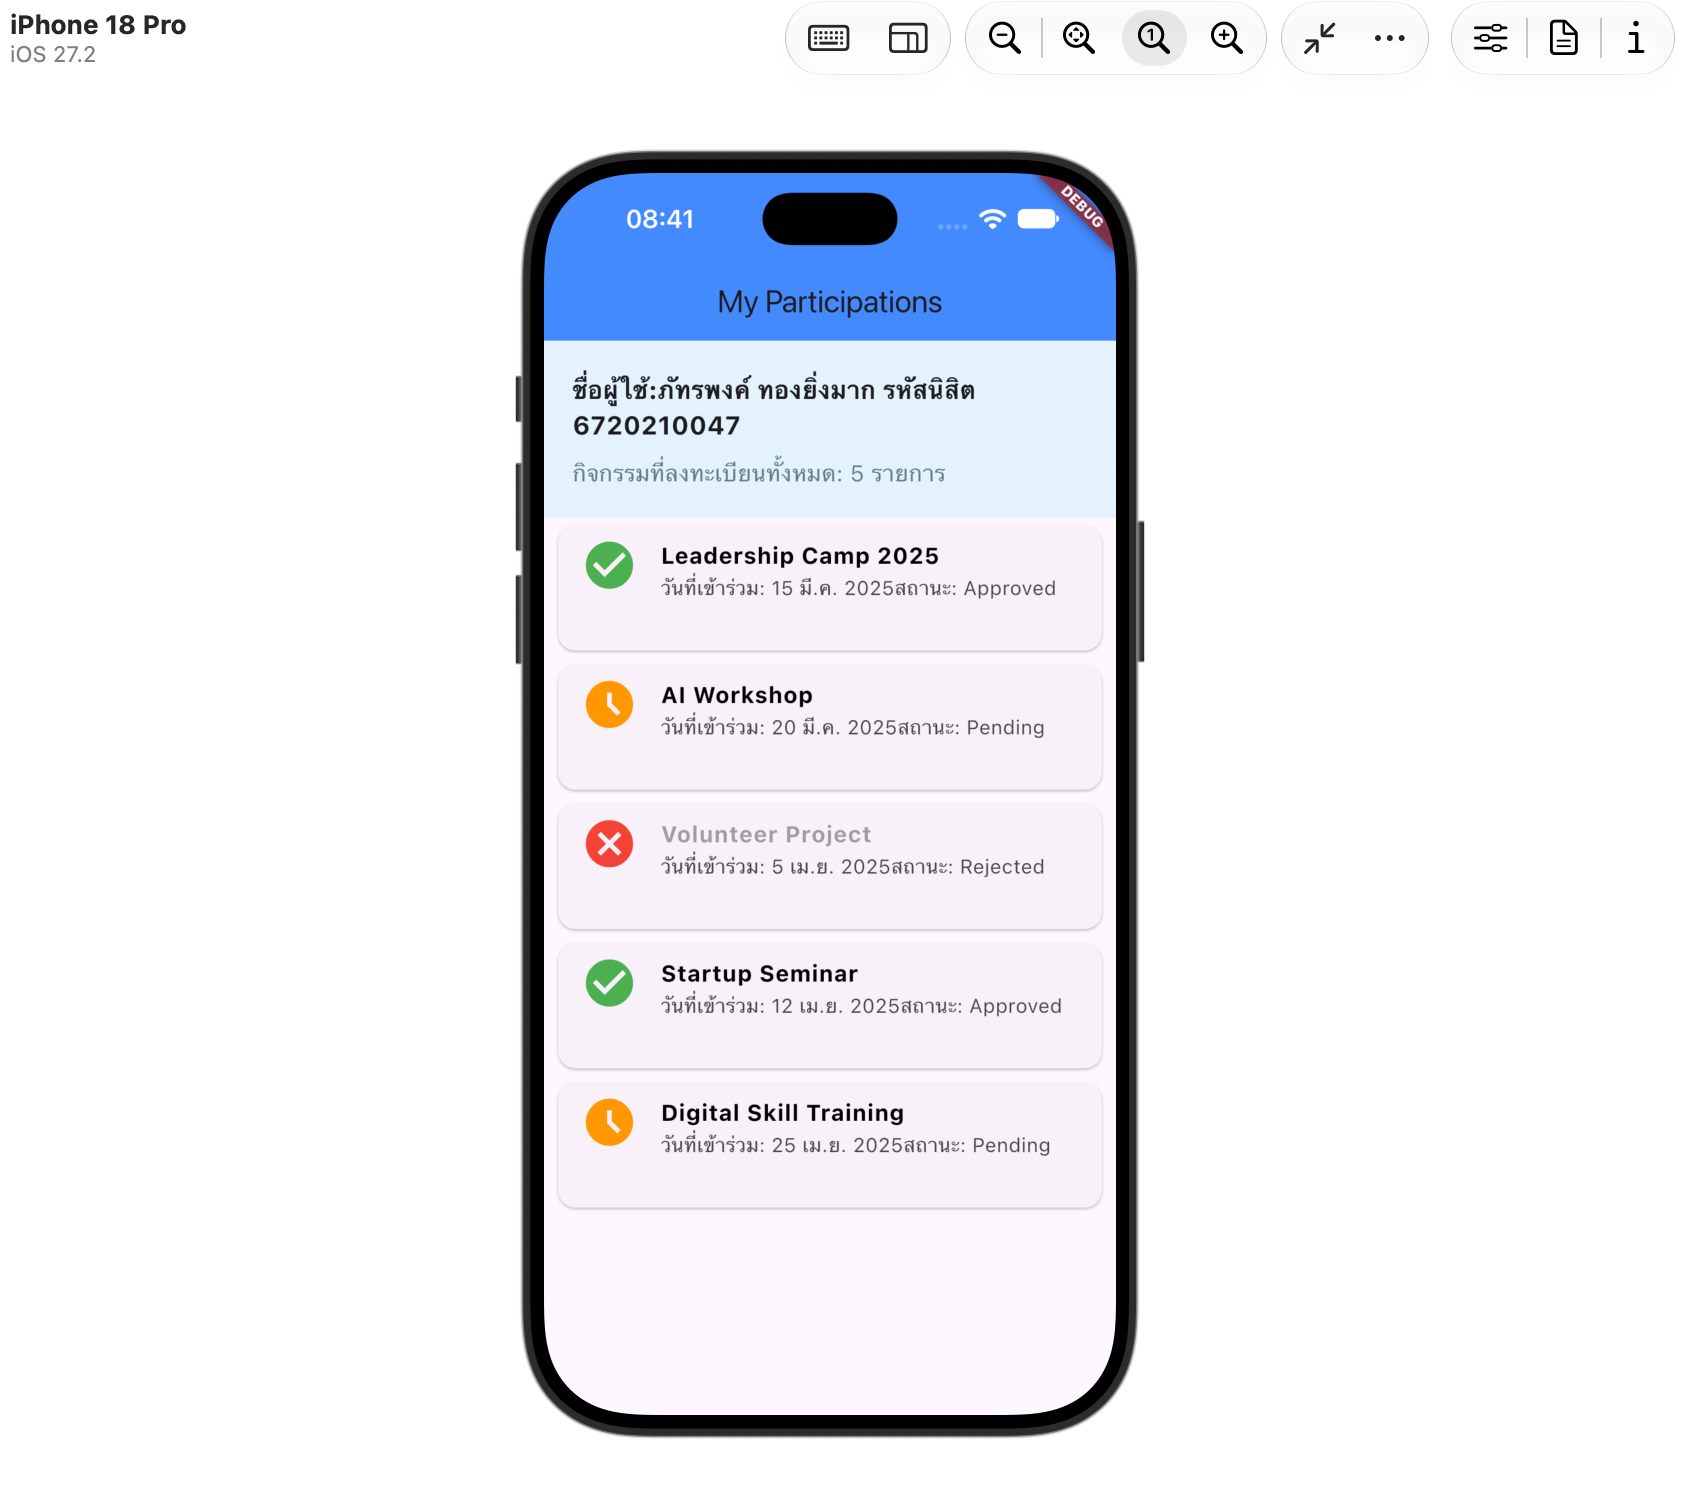 iPhone 18 Pro
iOS 27.2
1
08:41
DEBUG
My Participations
ชื่อผู้ใช้:ภัทรพงค์ ทองยิ่งมาก รหัสนิสิต
6720210047
กิจกรรมที่ลงทะเบียนทั้งหมด: 5 รายการ
Leadership Camp 2025
วันที่เข้าร่วม: 15 มี.ค. 2025สถานะ: Approved
AI Workshop
วันที่เข้าร่วม: 20 มี.ค. 2025สถานะ: Pending
Volunteer Project
วันที่เข้าร่วม: 5 เม.ย. 2025สถานะ: Rejected
Startup Seminar
วันที่เข้าร่วม: 12 เม.ย. 2025สถานะ: Approved
Digital Skill Training
วันที่เข้าร่วม: 25 เม.ย. 2025สถานะ: Pending